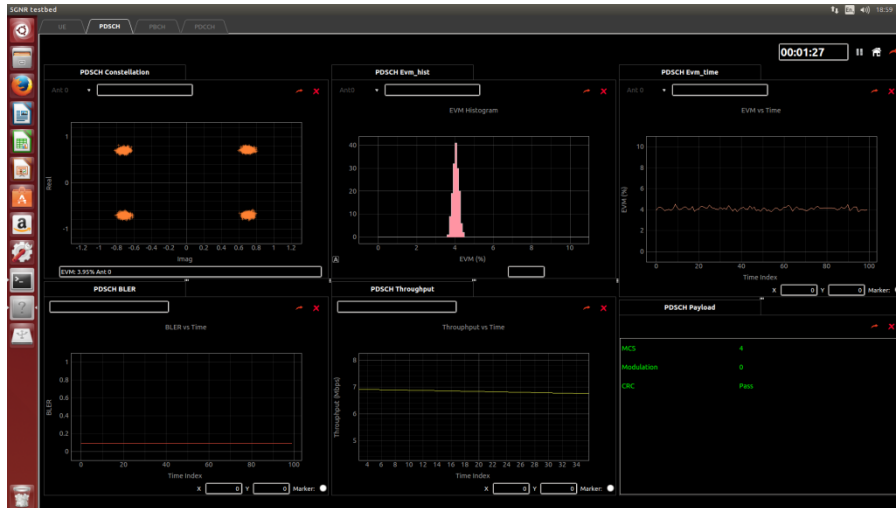 5GNR testbed
En 18:59
UE PDSCH PBCH PDCCH
00:01:27
PDSCH Constellation
Ant 0
Real
1
0
-1
-1.2 -1 -0.8 -0.6 -0.4 -0.2 0 0.2 0.4 0.6 0.8 1 1.2
Imag
EVM: 3.95% Ant:0
PDSCH Evm_hist
Ant0
EVM Histogram
40
30
20
10
0
0 2 4 6 8 10
EVM (%)
A
PDSCH Evm_time
Ant 0
EVM vs Time
EVM (%)
10
8
6
4
2
0
0 20 40 60 80 100
Time Index
X 0 Y 0 Marker:
PDSCH BLER
BLER vs Time
BLER
1
0.8
0.6
0.4
0.2
0
0 20 40 60 80 100
Time Index
X 0 Y 0 Marker:
PDSCH Throughput
Throuphput vs Time
Throuphput (Mbps)
8
7
6
5
4 6 8 10 12 14 16 18 20 22 24 26 28 30 32 34
Time Index
X 0 Y 0 Marker:
PDSCH Payload
MCS 4
Modulation 0
CRC Pass